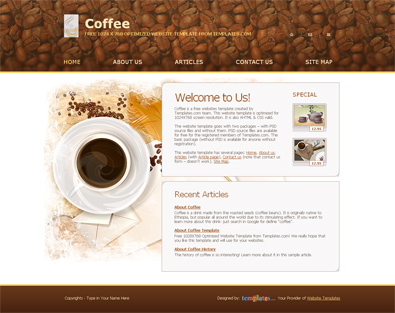 Coffee
FREE 1024 X 768 OPTIMIZED WEBSITE TEMPLATE FROM TEMPLATES.COM
HOME
ABOUT US
ARTICLES
CONTACT US
SITE MAP
Welcome to Us!
Coffee is a free websites template created by
Templates.com team. The website template is optimized for
1024X768 screen resolution. It is also XHTML & CSS valid.
The website template goes with two packages – with PSD
source files and without them. PSD source files are available
for free for the registered members of Templates.com. The
basic package (without PSD is available for anyone without
registration).
This website template has several pages: Home, About us,
Articles (with Article page), Contact us (note that contact us
form – doesn't work), Site Map.
SPECIAL
12.95
12.95
Recent Articles
About Coffee
Coffee is a drink made from the roasted seeds (coffee beans). It is originally native to
Ethiopia, but popular all around the world due to its stimulating effect. If you want to
learn more about the drink "coffee" just search in Google for define "coffee".
About Coffee Template
Free 1024X768 Optimized Website Template from Templates.com! We really hope that
you like the template and will use for your websites.
About Coffee History
The history of coffee is so interesting! Learn more about it in the sample article.
Copyrights - Type in Your Name Here
Designed by: templates Your Provider of Website Templates